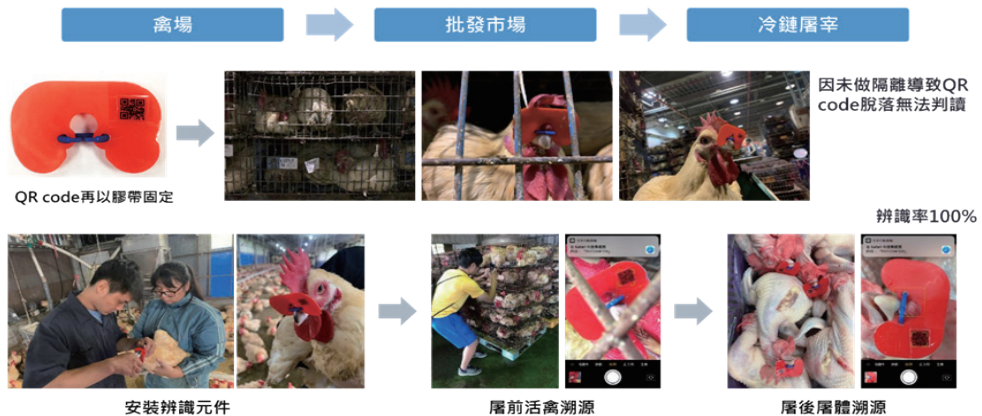 禽場
批發市場
冷鏈屠宰
因未做隔離導致QR
code脫落無法判讀
QR code再以膠帶固定
辨識率100%
安裝辨識元件
屠前活禽溯源
屠後屠體溯源